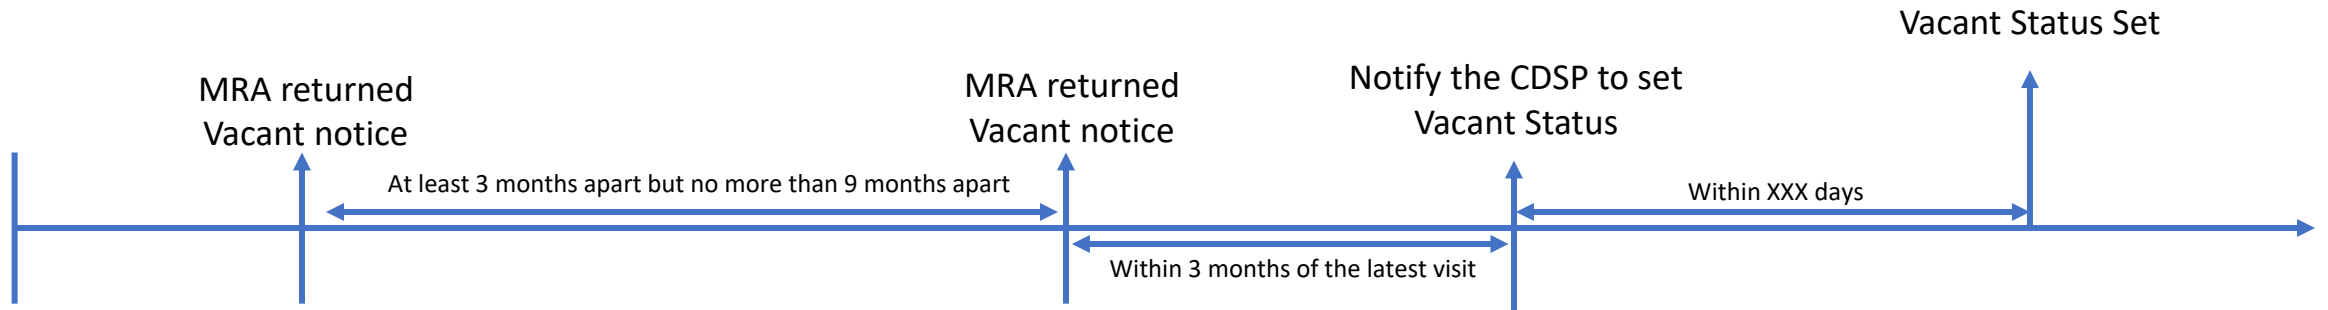 MRA returned
Vacant notice
At least 3 months apart but no more than 9 months apart
MRA returned
Vacant notice
Within 3 months of the latest visit
Notify the CDSP to set
Vacant Status
Within XXX days
Vacant Status Set